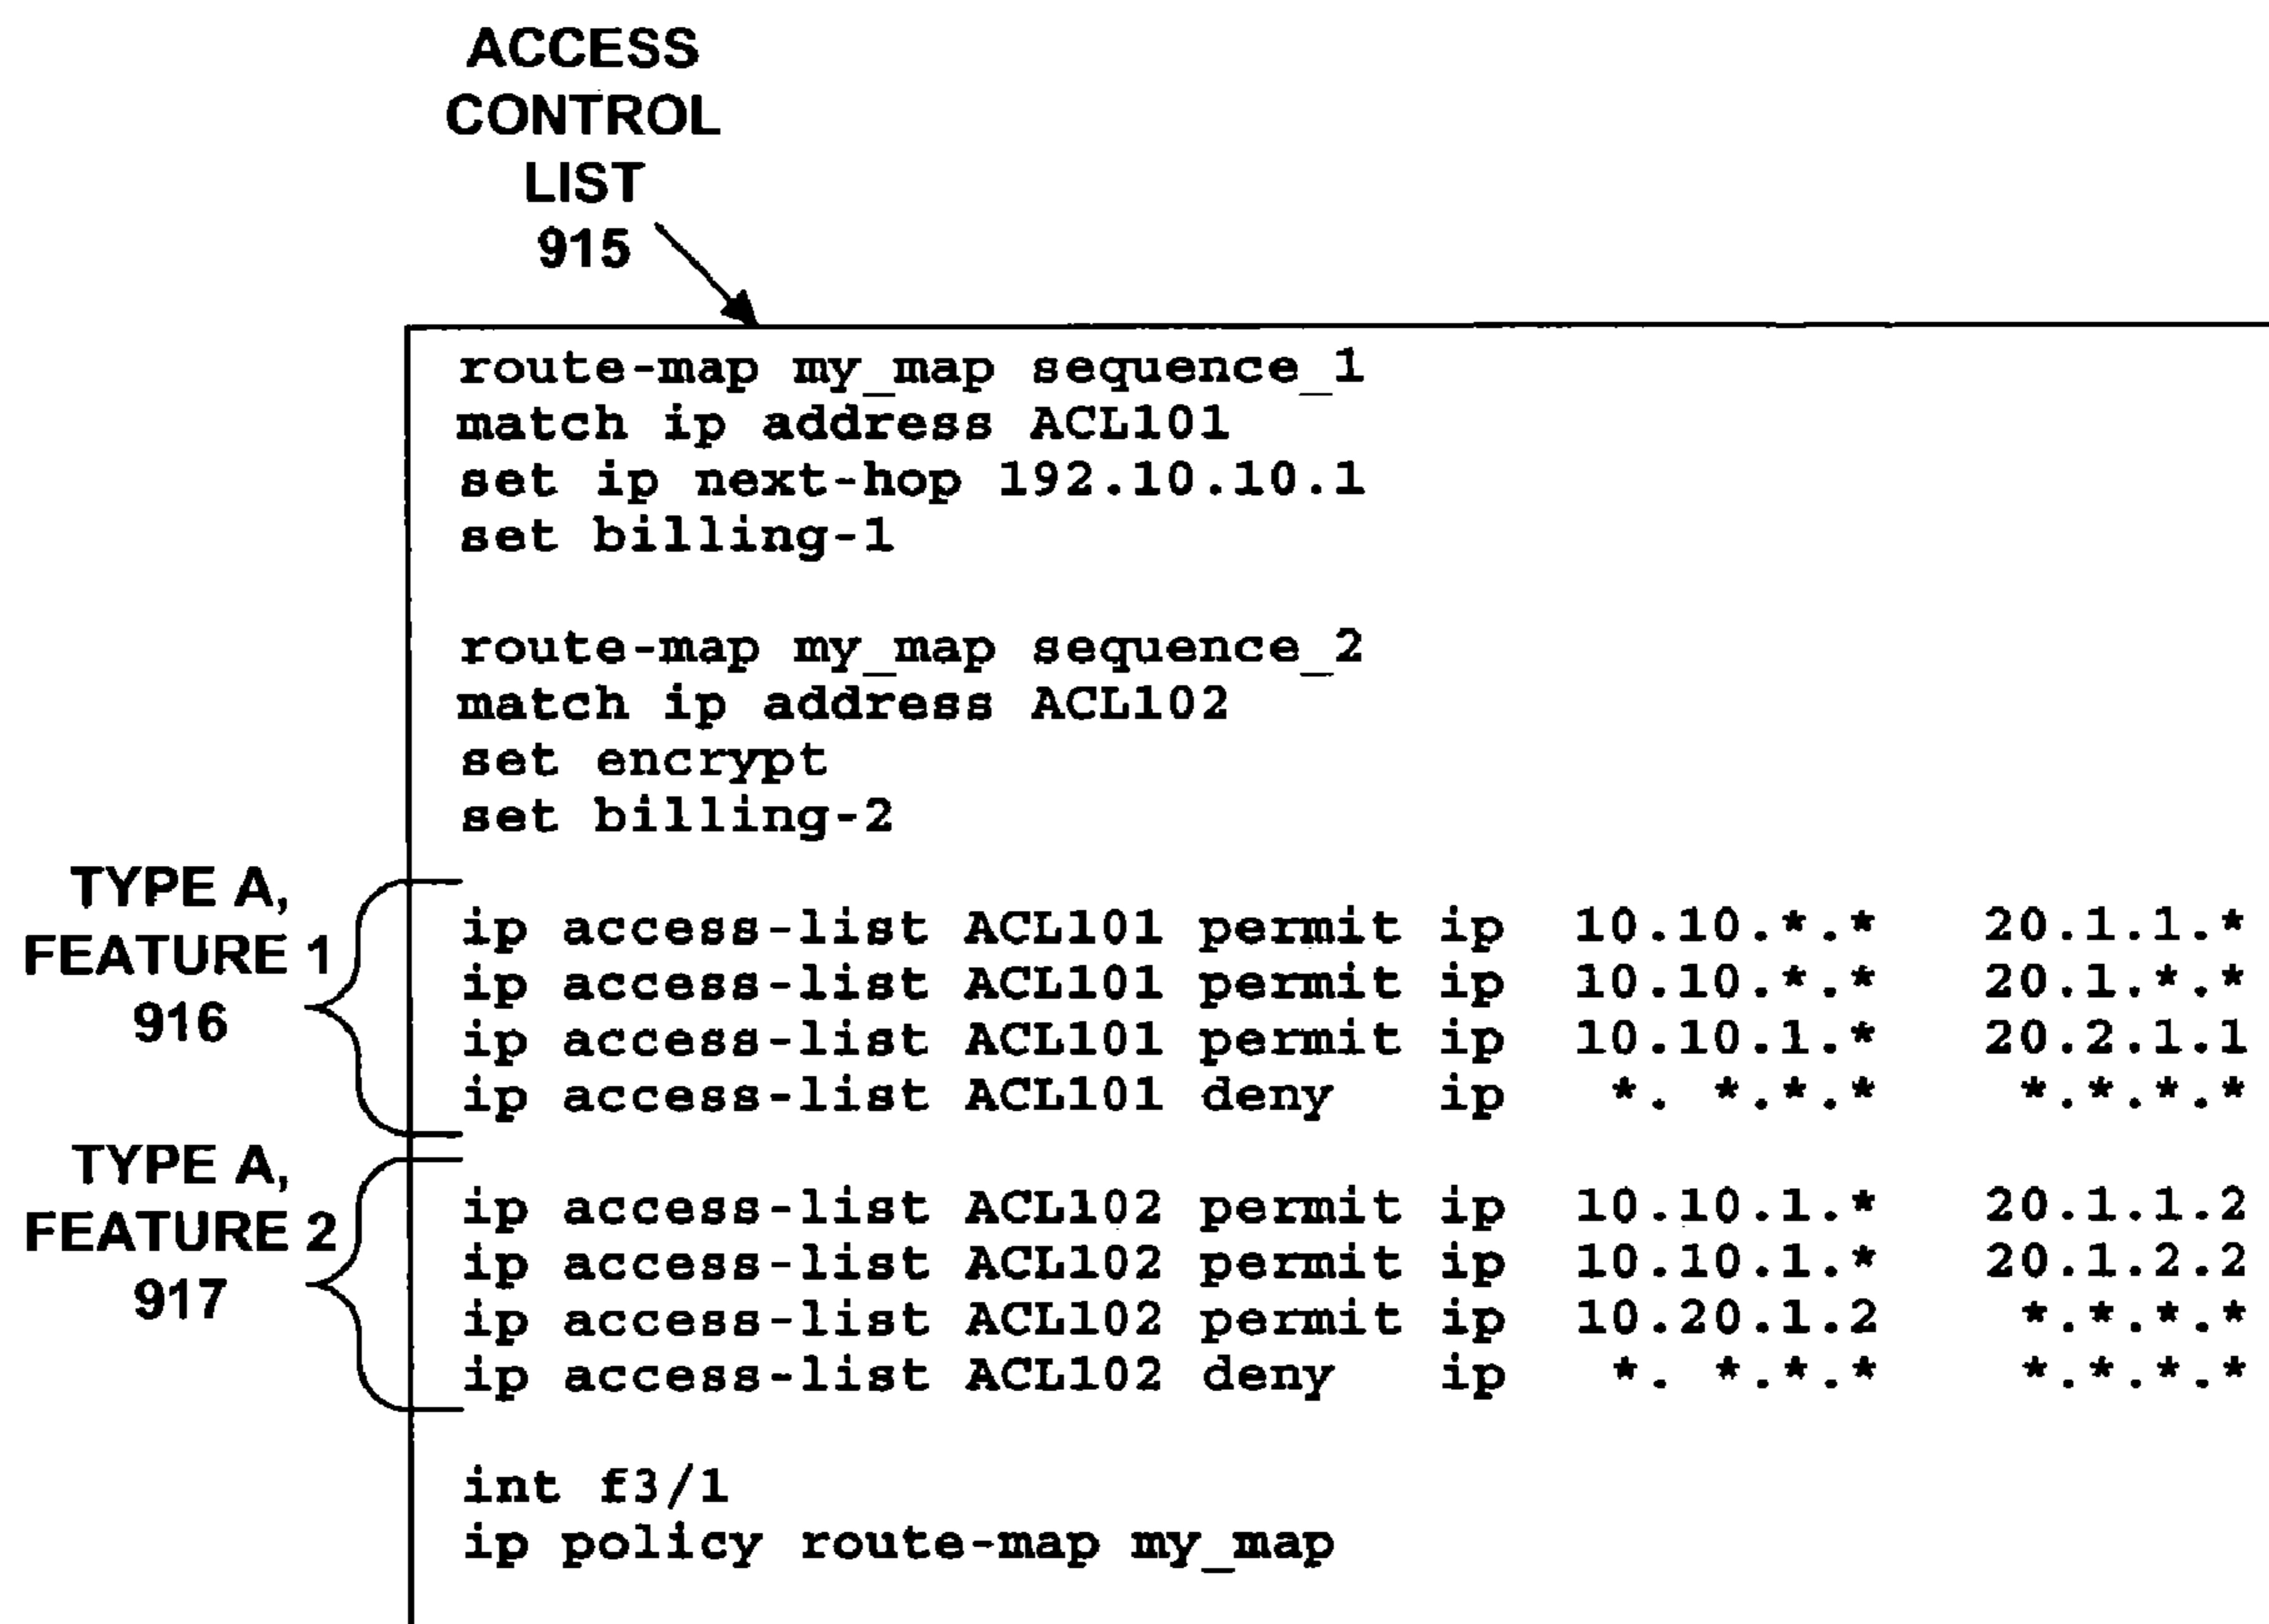 ACCESS
CONTROL
LIST
915
route-map my_map sequence_1
match ip address ACL101
set ip next-hop 192.10.10.1
set billing-1
route-map my_map sequence_2
match ip address ACL102
set encrypt
set billing-2
TYPE A,
FEATURE 1
916
ip access-list ACL101 permit ip 10.10.*.* 20.1.1.*
ip access-list ACL101 permit ip 10.10.*.* 20.1.*.*
ip access-list ACL101 permit ip 10.10.1.* 20.2.1.1
ip access-list ACL101 deny ip *. *.*.* *.*.*.*
TYPE A,
FEATURE 2
917
ip access-list ACL102 permit ip 10.10.1.* 20.1.1.2
ip access-list ACL102 permit ip 10.10.1.* 20.1.2.2
ip access-list ACL102 permit ip 10.20.1.2 *.*.*.*
ip access-list ACL102 deny ip *. *.*.* *.*.*.*
int f3/1
ip policy route-map my_map